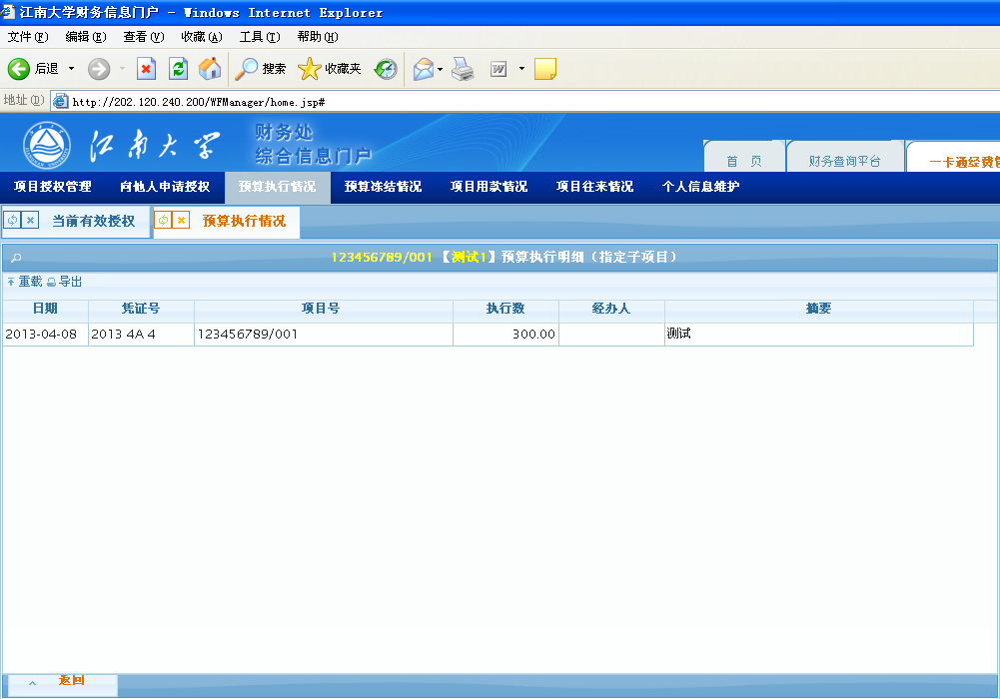 江南大学财务信息门户 - Windows Internet Explorer
文件(F) 编辑(E) 查看(V) 收藏(A) 工具(T) 帮助(H)
后退 搜索 收藏夹
地址(D) http://202.120.240.200/WFManager/home.jsp#
江南大学 财务处
综合信息门户
首 页 财务查询平台 一卡通经费
项目授权管理 向他人申请授权 预算执行情况 预算冻结情况 项目用款情况 项目往来情况 个人信息维护
当前有效授权 预算执行情况
123456789/001 【测试1】预算执行明细（指定子项目）
重载 导出
日期 凭证号 项目号 执行数 经办人 摘要
2013-04-08 2013 4A 4 123456789/001 300.00 测试
返回